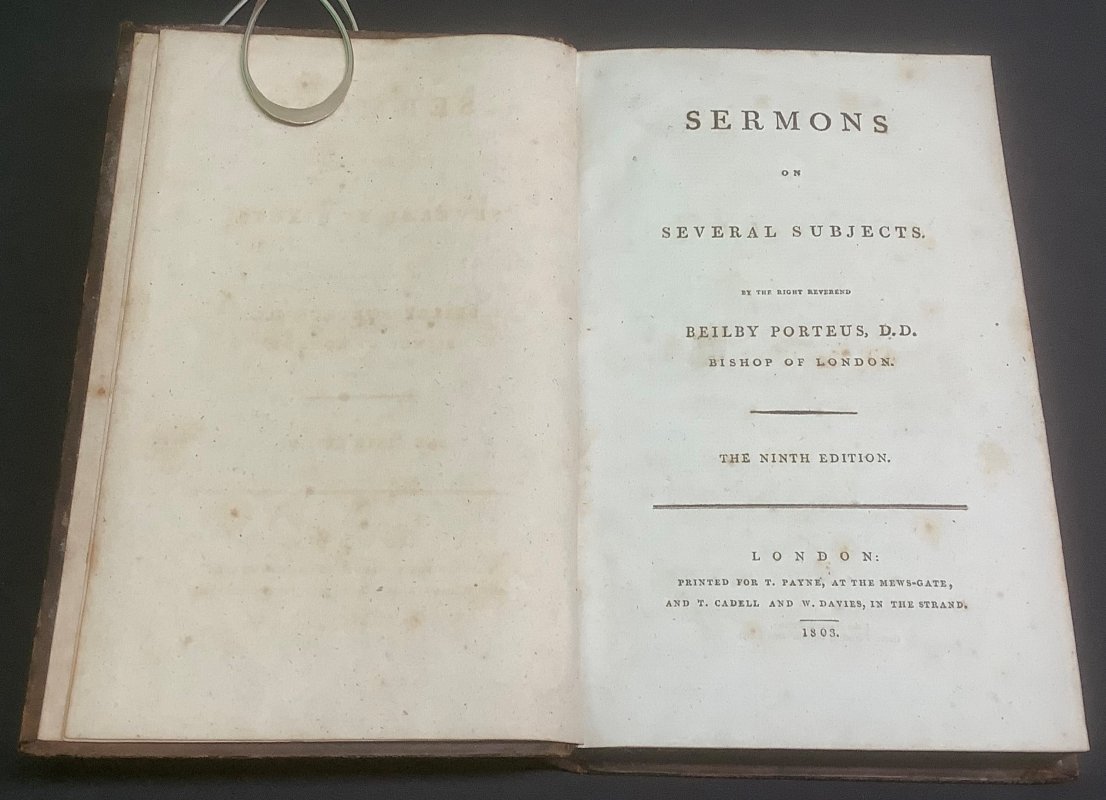 SERMONS
ON
SEVERAL SUBJECTS.
BY THE RIGHT REVEREND
BEILBY PORTEUS, D.D.
BISHOP OF LONDON.
THE NINTH EDITION.
LONDON:
PRINTED FOR T. PAYNE, AT THE MEWS-GATE,
AND T. CADELL AND W. DAVIES, IN THE STRAND.
1803.